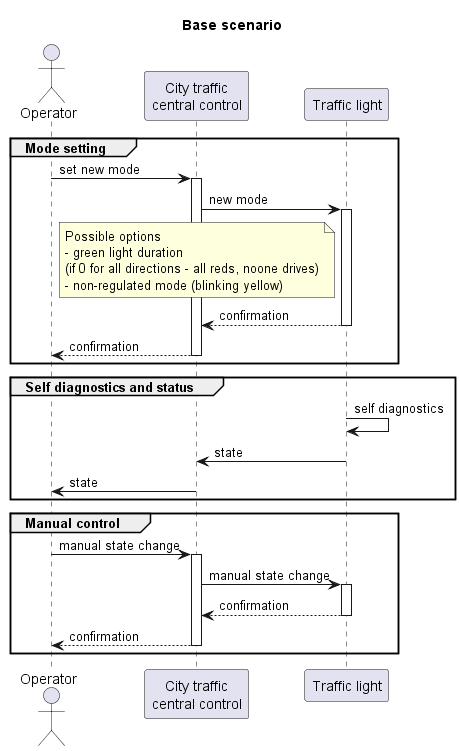 Base scenario
Operator
City traffic
central control
Traffic light
Mode setting
set new mode
new mode
Possible options
- green light duration
(if 0 for all directions - all reds, noone drives)
- non-regulated mode (blinking yellow)
confirmation
confirmation
Self diagnostics and status
self diagnostics
state
state
Manual control
manual state change
manual state change
confirmation
confirmation
Operator
City traffic
central control
Traffic light